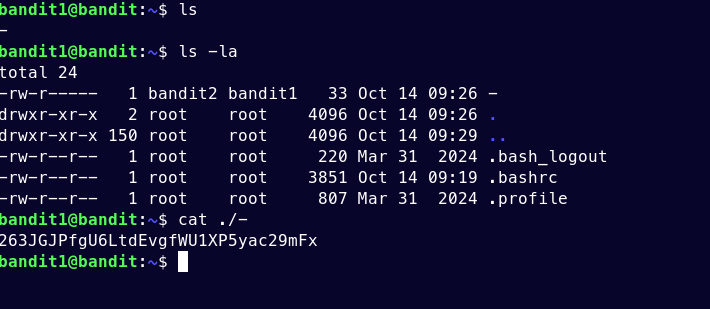 bandit1@bandit:~$ ls
-
bandit1@bandit:~$ ls -la
total 24
-rw-r-----   1 bandit2 bandit1   33 Oct 14 09:26 -
drwxr-xr-x   2 root    root    4096 Oct 14 09:26 .
drwxr-xr-x 150 root    root    4096 Oct 14 09:29 ..
-rw-r--r--   1 root    root     220 Mar 31  2024 .bash_logout
-rw-r--r--   1 root    root    3851 Oct 14 09:19 .bashrc
-rw-r--r--   1 root    root     807 Mar 31  2024 .profile
bandit1@bandit:~$ cat ./-
263JGJPfgU6LtdEvgfWU1XP5yac29mFx
bandit1@bandit:~$